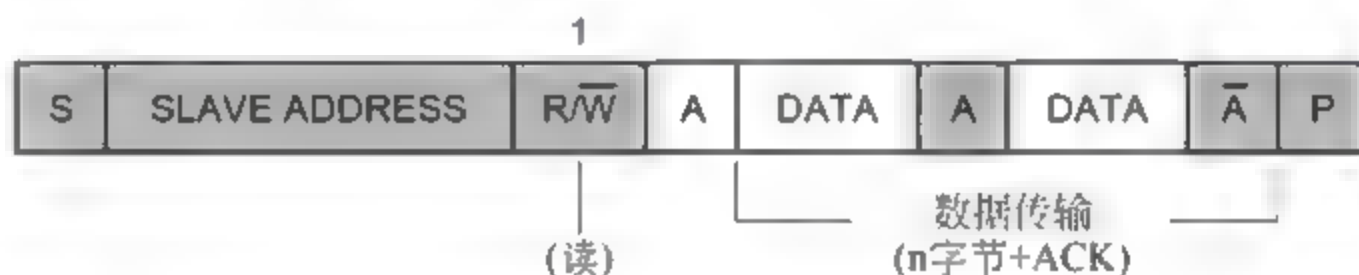 1
S SLAVE ADDRESS R/W̅ A DATA A DATA A̅ P
数据传输
(读) (n字节+ACK)